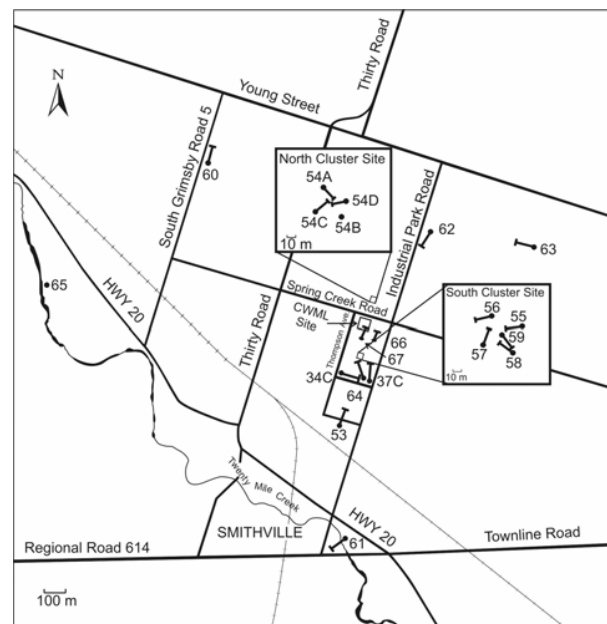 Thirty Road
Young Street
N
South Grimsby Road 5
60
North Cluster Site
54A
54D
54C
54B
10 m
Industrial Park Road
62
63
65
HWY 20
Spring Creek Road
CWML
Site
Thompson Ave
Thirty Road
66
67
South Cluster Site
56
55
59
57
58
10 m
34C
37C
64
53
Twenty Mile Creek
HWY 20
SMITHVILLE
Townline Road
Regional Road 614
61
100 m